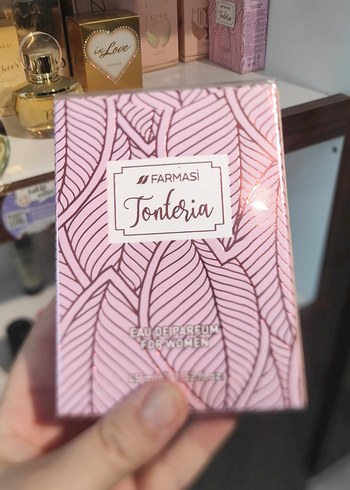 in Love
FARMASİ
Tonteria
EAU DE PARFUM
FOR WOMEN